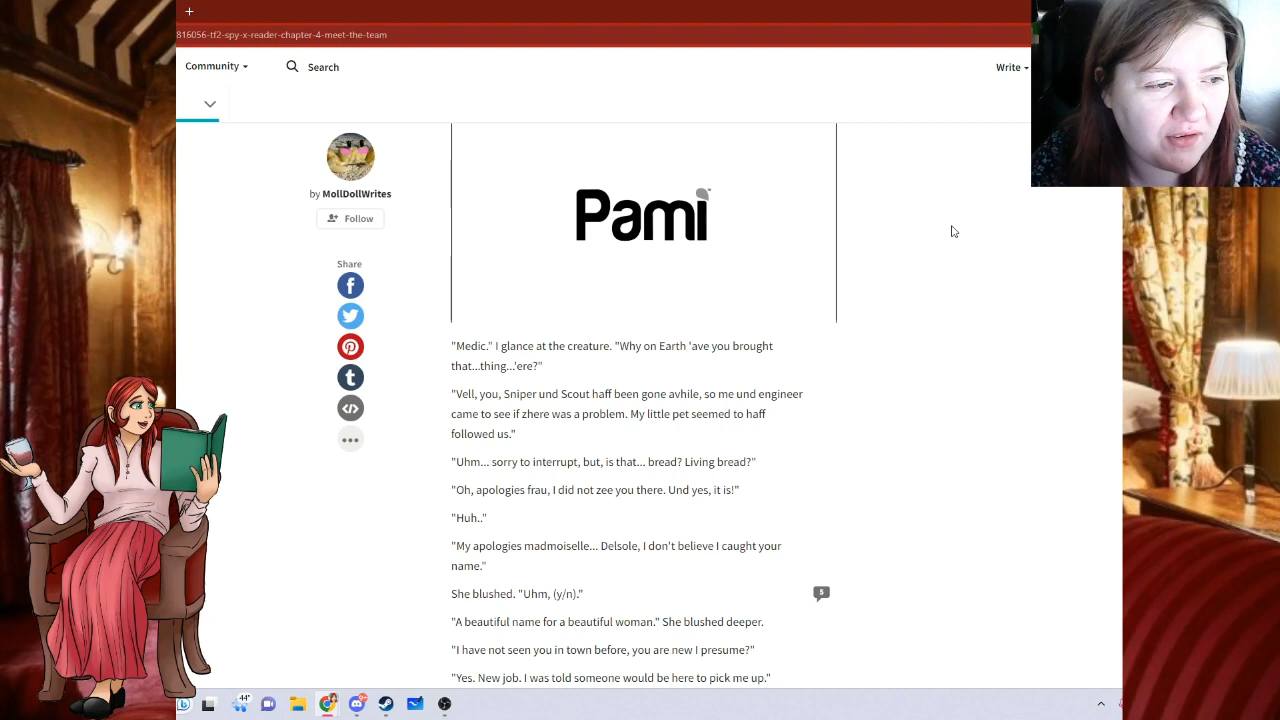 816056-tf2-spy-x-reader-chapter-4-meet-the-team
Community
Search
Write
by MollDollWrites
Follow
Share
Pami
"Medic." I glance at the creature. "Why on Earth 'ave you brought
that...thing...'ere?"
"Vell, you, Sniper und Scout haff been gone avhile, so me und engineer
came to see if zhere was a problem. My little pet seemed to haff
followed us."
"Uhm... sorry to interrupt, but, is that... bread? Living bread?"
"Oh, apologies frau, I did not zee you there. Und yes, it is!"
"Huh.."
"My apologies madmoiselle... Delsole, I don't believe I caught your
name."
She blushed. "Uhm, (y/n)."
5
"A beautiful name for a beautiful woman." She blushed deeper.
"I have not seen you in town before, you are new I presume?"
"Yes. New job. I was told someone would be here to pick me up."
44°